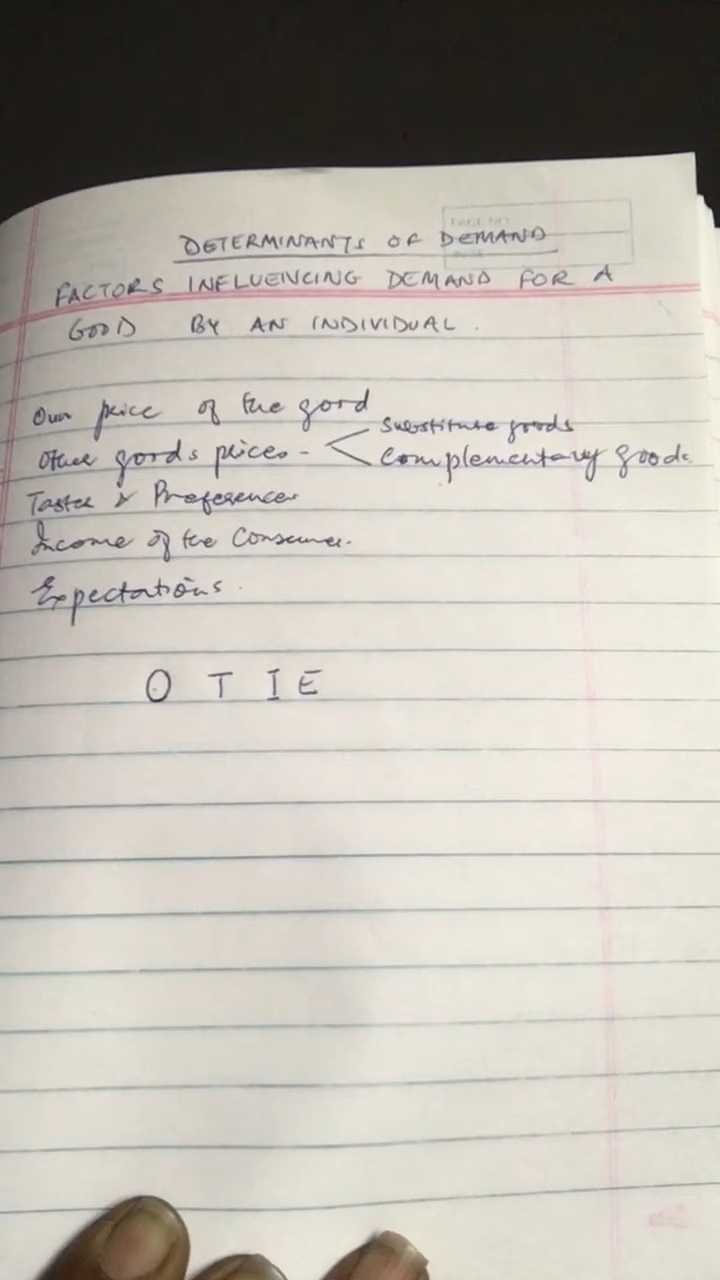 DETERMINANTS OF DEMAND
FACTORS INFLUENCING DEMAND FOR A
GOOD BY AN INDIVIDUAL.
Own price of the good
Other goods prices - Substitute goods
Complementary goods.
Tastes & Preferences
Income of the Consumer.
Expectations.
O T I E